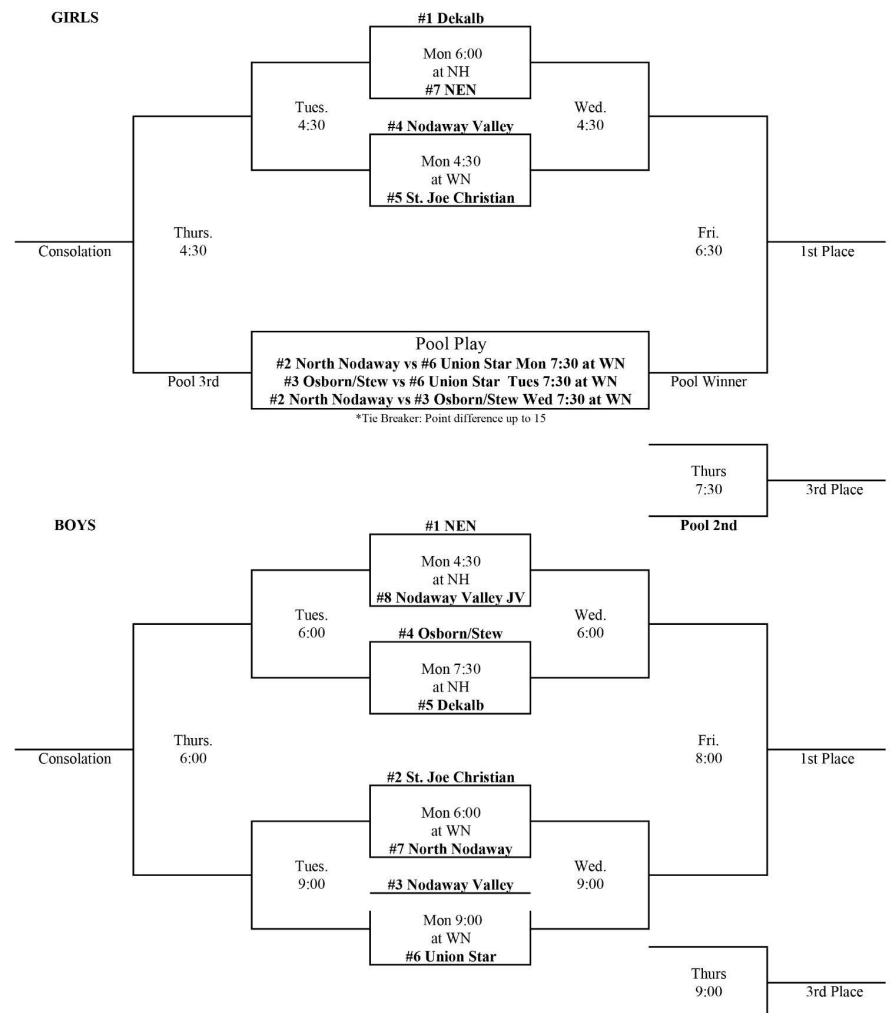 GIRLS
#1 Dekalb
Mon 6:00
at NH
#7 NEN
Tues.
4:30
Wed.
4:30
#4 Nodaway Valley
Mon 4:30
at WN
#5 St. Joe Christian
Consolation
Thurs.
4:30
Fri.
6:30
1st Place
Pool Play
#2 North Nodaway vs #6 Union Star Mon 7:30 at WN
#3 Osborn/Stew vs #6 Union Star  Tues 7:30 at WN
#2 North Nodaway vs #3 Osborn/Stew Wed 7:30 at WN
Pool 3rd
Pool Winner
*Tie Breaker: Point difference up to 15
Thurs
7:30
3rd Place
Pool 2nd
BOYS
#1 NEN
Mon 4:30
at NH
#8 Nodaway Valley JV
Tues.
6:00
Wed.
6:00
#4 Osborn/Stew
Mon 7:30
at NH
#5 Dekalb
Consolation
Thurs.
6:00
Fri.
8:00
1st Place
#2 St. Joe Christian
Mon 6:00
at WN
#7 North Nodaway
Tues.
9:00
Wed.
9:00
#3 Nodaway Valley
Mon 9:00
at WN
#6 Union Star
Thurs
9:00
3rd Place